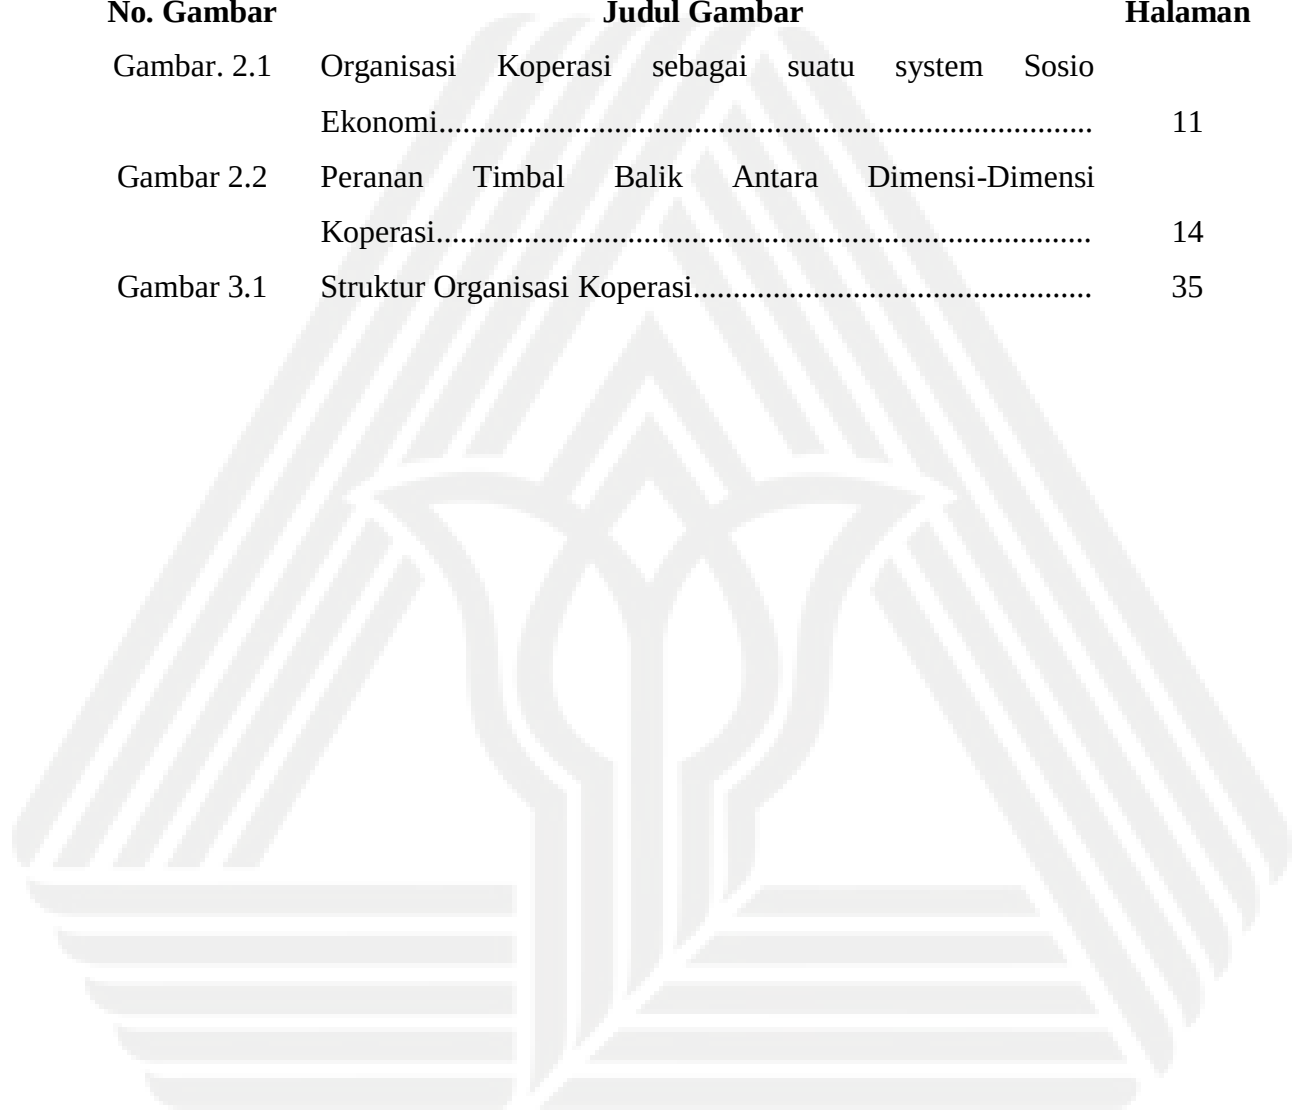 No. Gambar Judul Gambar Halaman
Gambar. 2.1 Organisasi Koperasi sebagai suatu system Sosio
Ekonomi.................................................................................. 11
Gambar 2.2 Peranan Timbal Balik Antara Dimensi-Dimensi
Koperasi.................................................................................. 14
Gambar 3.1 Struktur Organisasi Koperasi.................................................. 35